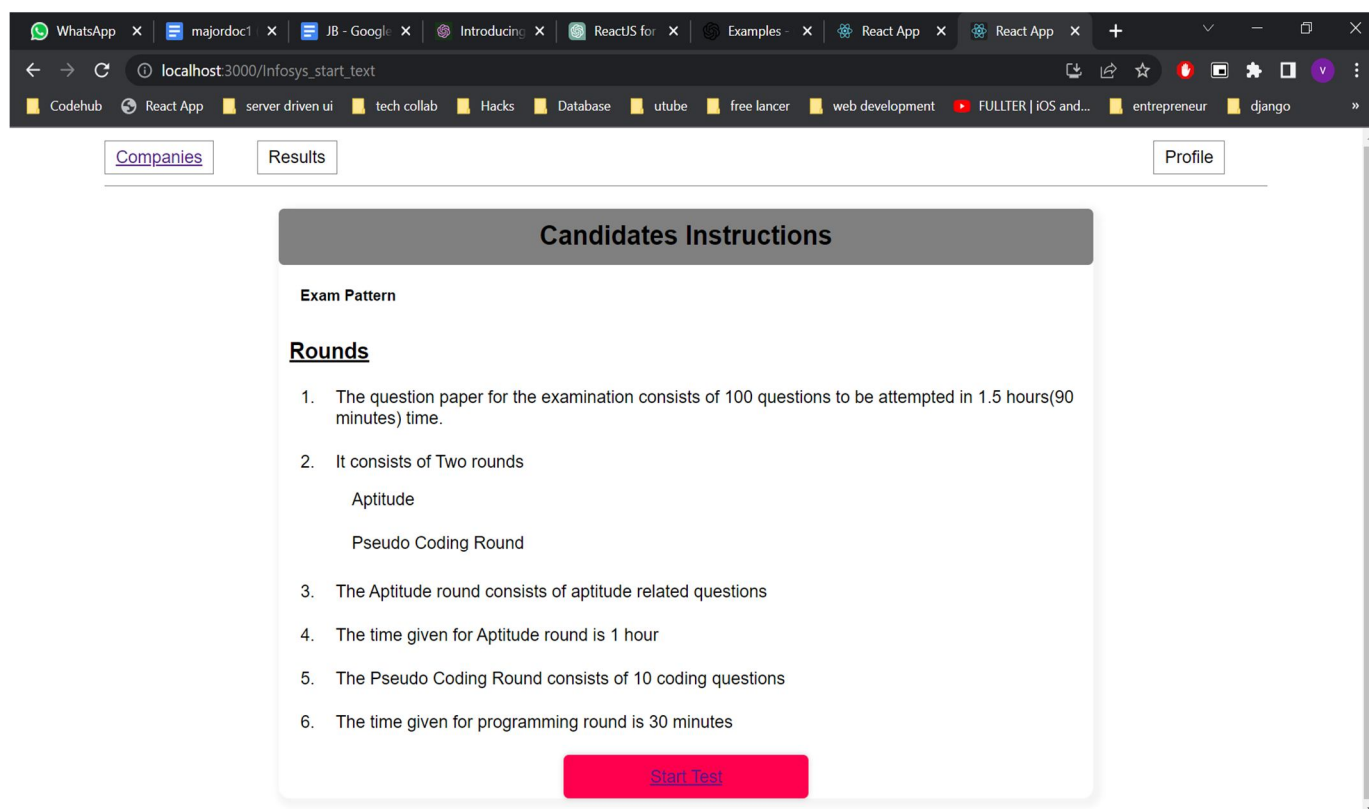 WhatsApp majordoc1 JB - Google Introducing ReactJS for Examples - React App React App
localhost:3000/Infosys_start_text V
Codehub React App server driven ui tech collab Hacks Database utube free lancer web development FULLTER | iOS and... entrepreneur django »
Companies Results Profile
Candidates Instructions
Exam Pattern
Rounds
1. The question paper for the examination consists of 100 questions to be attempted in 1.5 hours(90
minutes) time.
2. It consists of Two rounds
Aptitude
Pseudo Coding Round
3. The Aptitude round consists of aptitude related questions
4. The time given for Aptitude round is 1 hour
5. The Pseudo Coding Round consists of 10 coding questions
6. The time given for programming round is 30 minutes
Start Test